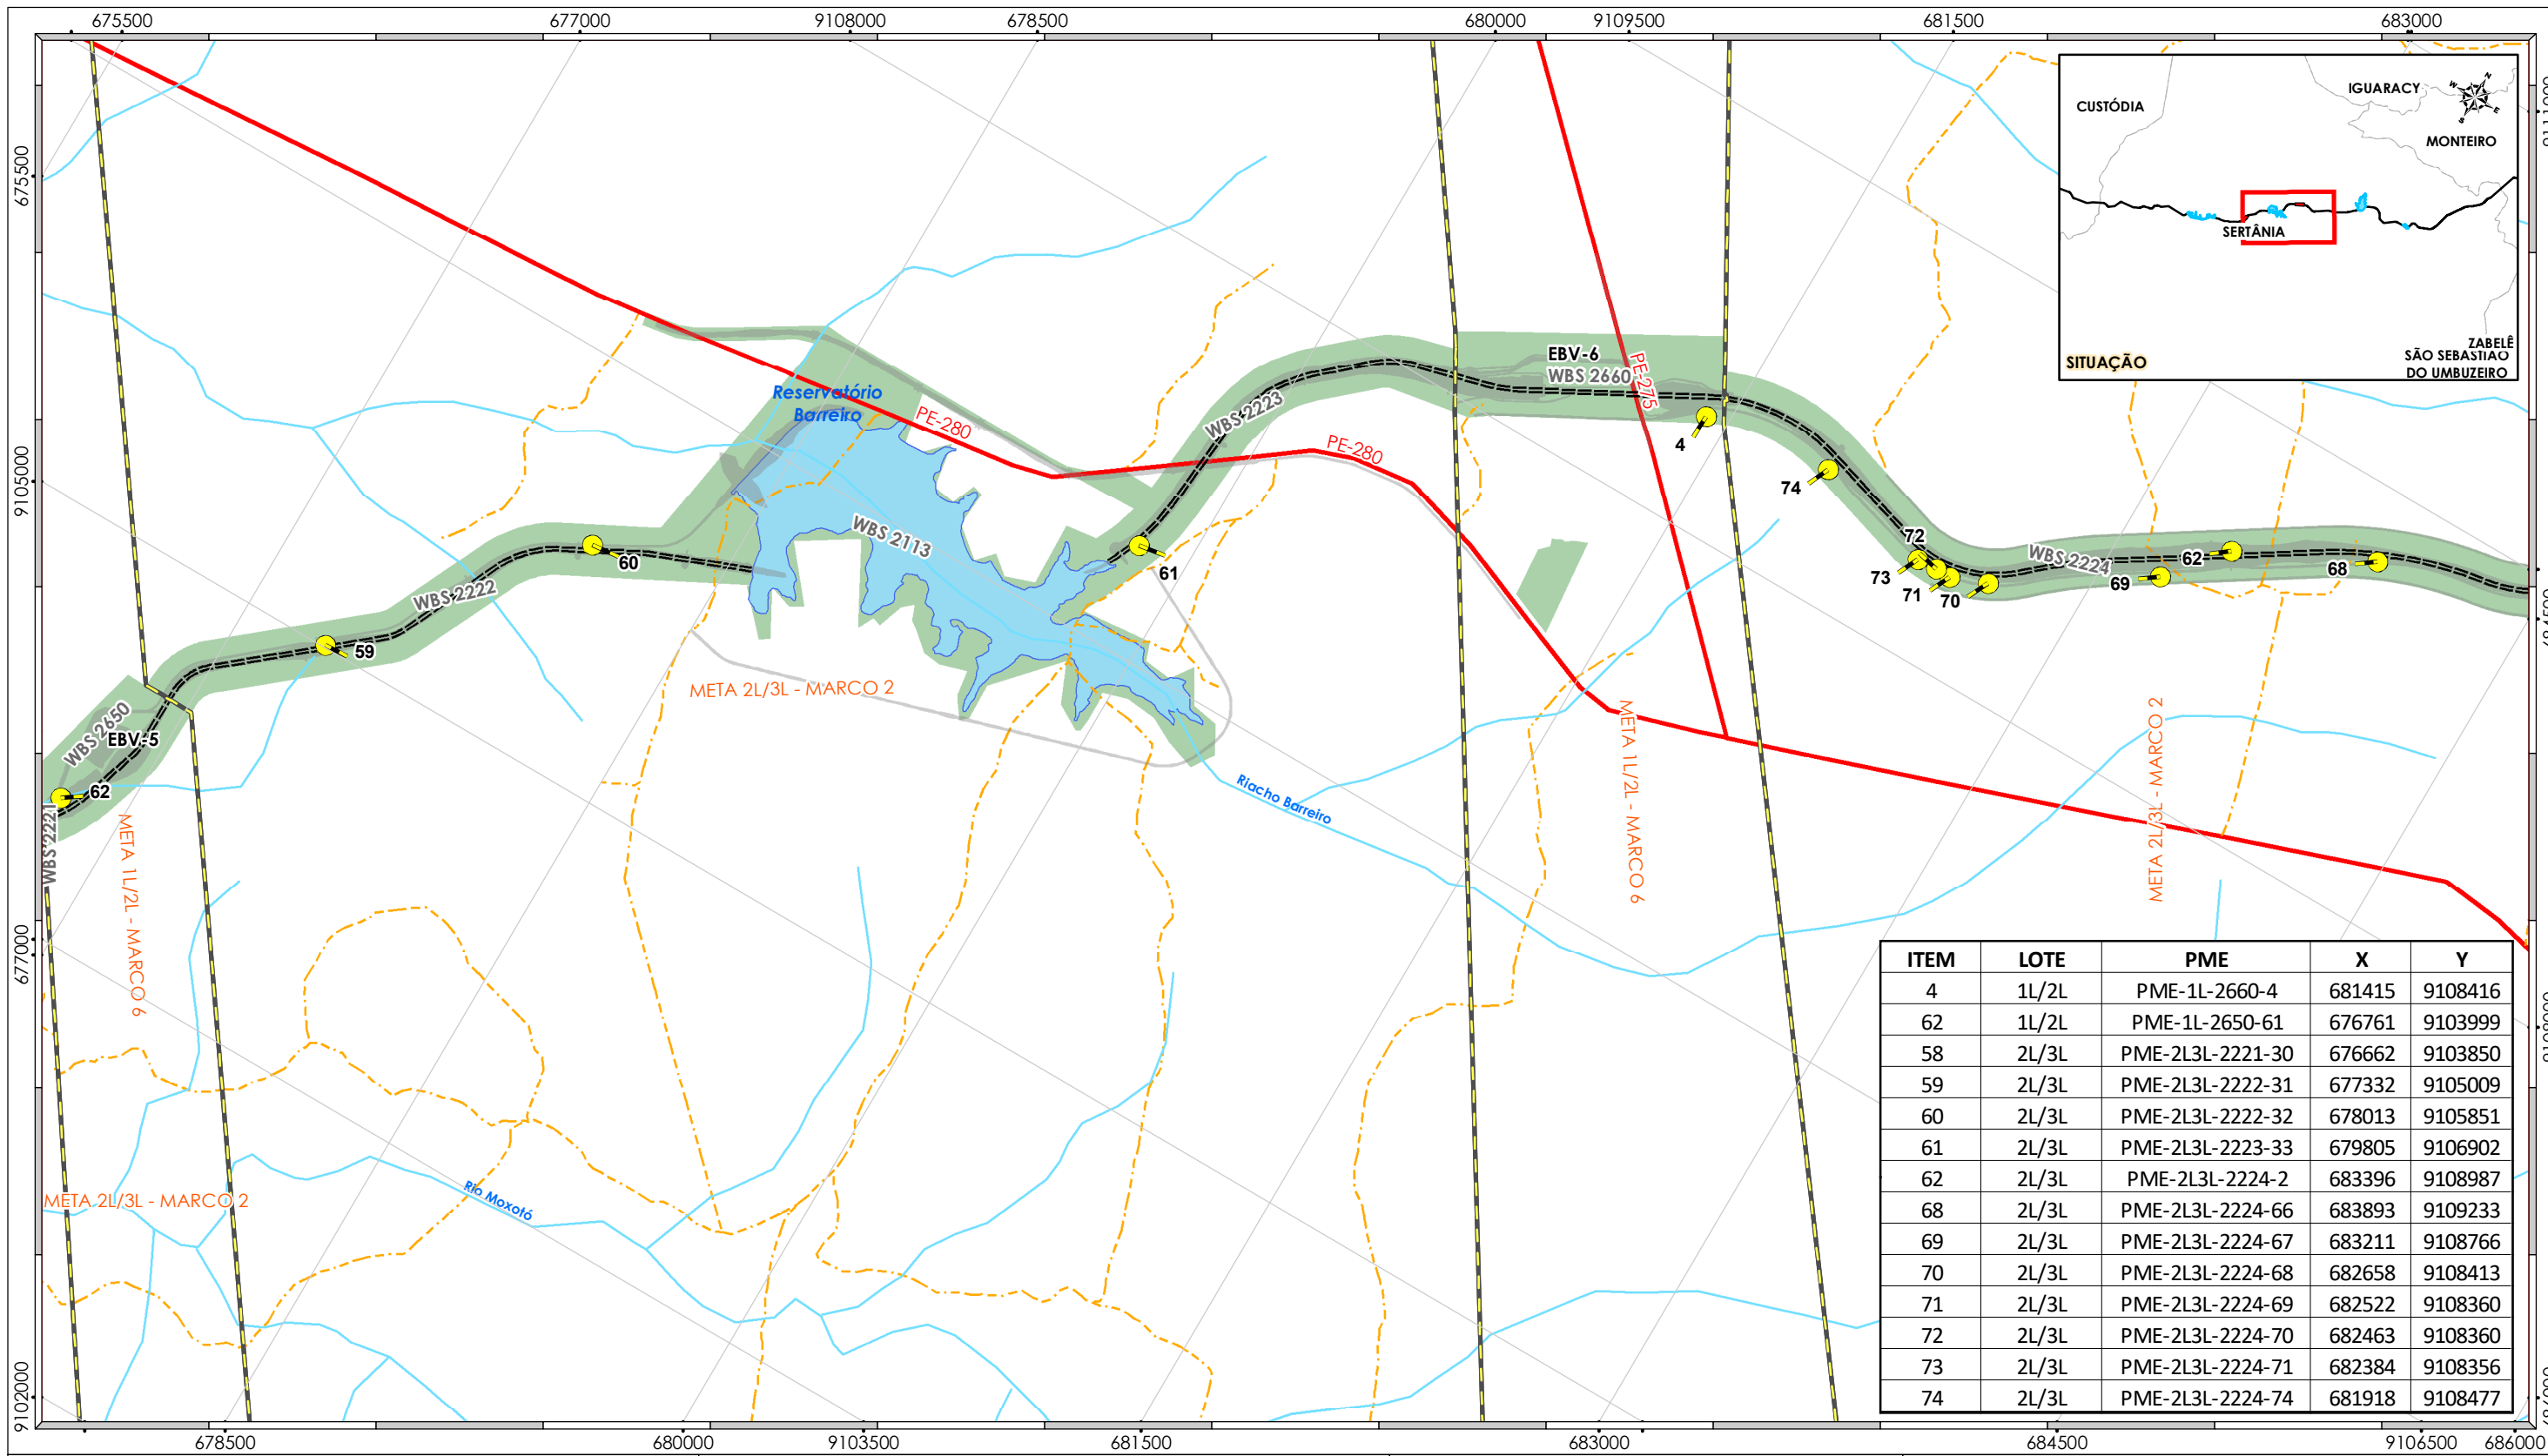 675500
677000
9108000
678500
680000
9109500
681500
683000
675500
9105000
677000
9102000
678500
680000
9103500
681500
683000
684500
9106500
686000
CUSTÓDIA
IGUARACY
N
W
E
S
MONTEIRO
SERTÂNIA
ZABELÊ
SÃO SEBASTIÃO
DO UMBUZEIRO
SITUAÇÃO
EBV-6
WBS 2660
PE-275
Reservatório
Barreiro
PE-280
WBS 2223
PE-280
4
74
72
73
71
70
WBS 2224
62
69
68
WBS 2113
60
61
WBS 2222
59
META 2L/3L - MARCO 2
WBS 2650
EBV-5
62
WBS 2221
META 1L/2L - MARCO 6
Riacho Barreiro
META 1L/2L - MARCO 6
META 2L/3L - MARCO 2
META 2L/3L - MARCO 2
Rio Moxotó
ITEM LOTE PME X Y
4 1L/2L PME-1L-2660-4 681415 9108416
62 1L/2L PME-1L-2650-61 676761 9103999
58 2L/3L PME-2L3L-2221-30 676662 9103850
59 2L/3L PME-2L3L-2222-31 677332 9105009
60 2L/3L PME-2L3L-2222-32 678013 9105851
61 2L/3L PME-2L3L-2223-33 679805 9106902
62 2L/3L PME-2L3L-2224-2 683396 9108987
68 2L/3L PME-2L3L-2224-66 683893 9109233
69 2L/3L PME-2L3L-2224-67 683211 9108766
70 2L/3L PME-2L3L-2224-68 682658 9108413
71 2L/3L PME-2L3L-2224-69 682522 9108360
72 2L/3L PME-2L3L-2224-70 682463 9108360
73 2L/3L PME-2L3L-2224-71 682384 9108356
74 2L/3L PME-2L3L-2224-74 681918 9108477